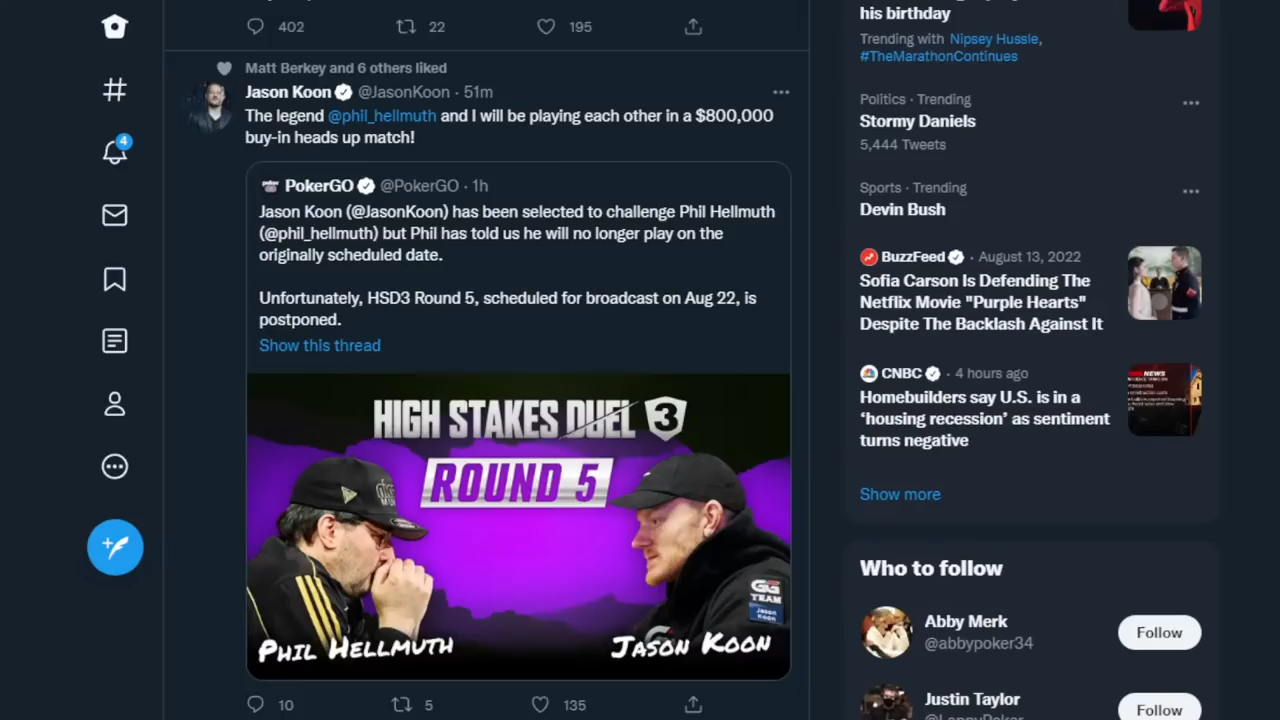 402 22 195
Matt Berkey and 6 others liked
Jason Koon @JasonKoon · 51m
The legend @phil_hellmuth and I will be playing each other in a $800,000
buy-in heads up match!
PokerGO @PokerGO · 1h
Jason Koon (@JasonKoon) has been selected to challenge Phil Hellmuth
(@phil_hellmuth) but Phil has told us he will no longer play on the
originally scheduled date.
Unfortunately, HSD3 Round 5, scheduled for broadcast on Aug 22, is
postponed.
Show this thread
HIGH STAKES DUEL 3
ROUND 5
GG
TEAM
Jason
Koon
PHIL HELLMUTH
JASON KOON
10 5 135
4
his birthday
Trending with Nipsey Hussle,
#TheMarathonContinues
Politics · Trending
Stormy Daniels
5,444 Tweets
Sports · Trending
Devin Bush
BuzzFeed · August 13, 2022
Sofia Carson Is Defending The
Netflix Movie "Purple Hearts"
Despite The Backlash Against It
CNBC · 4 hours ago
Homebuilders say U.S. is in a
‘housing recession’ as sentiment
turns negative
NEWS
Show more
Who to follow
Abby Merk
@abbypoker34
Follow
Justin Taylor
Follow